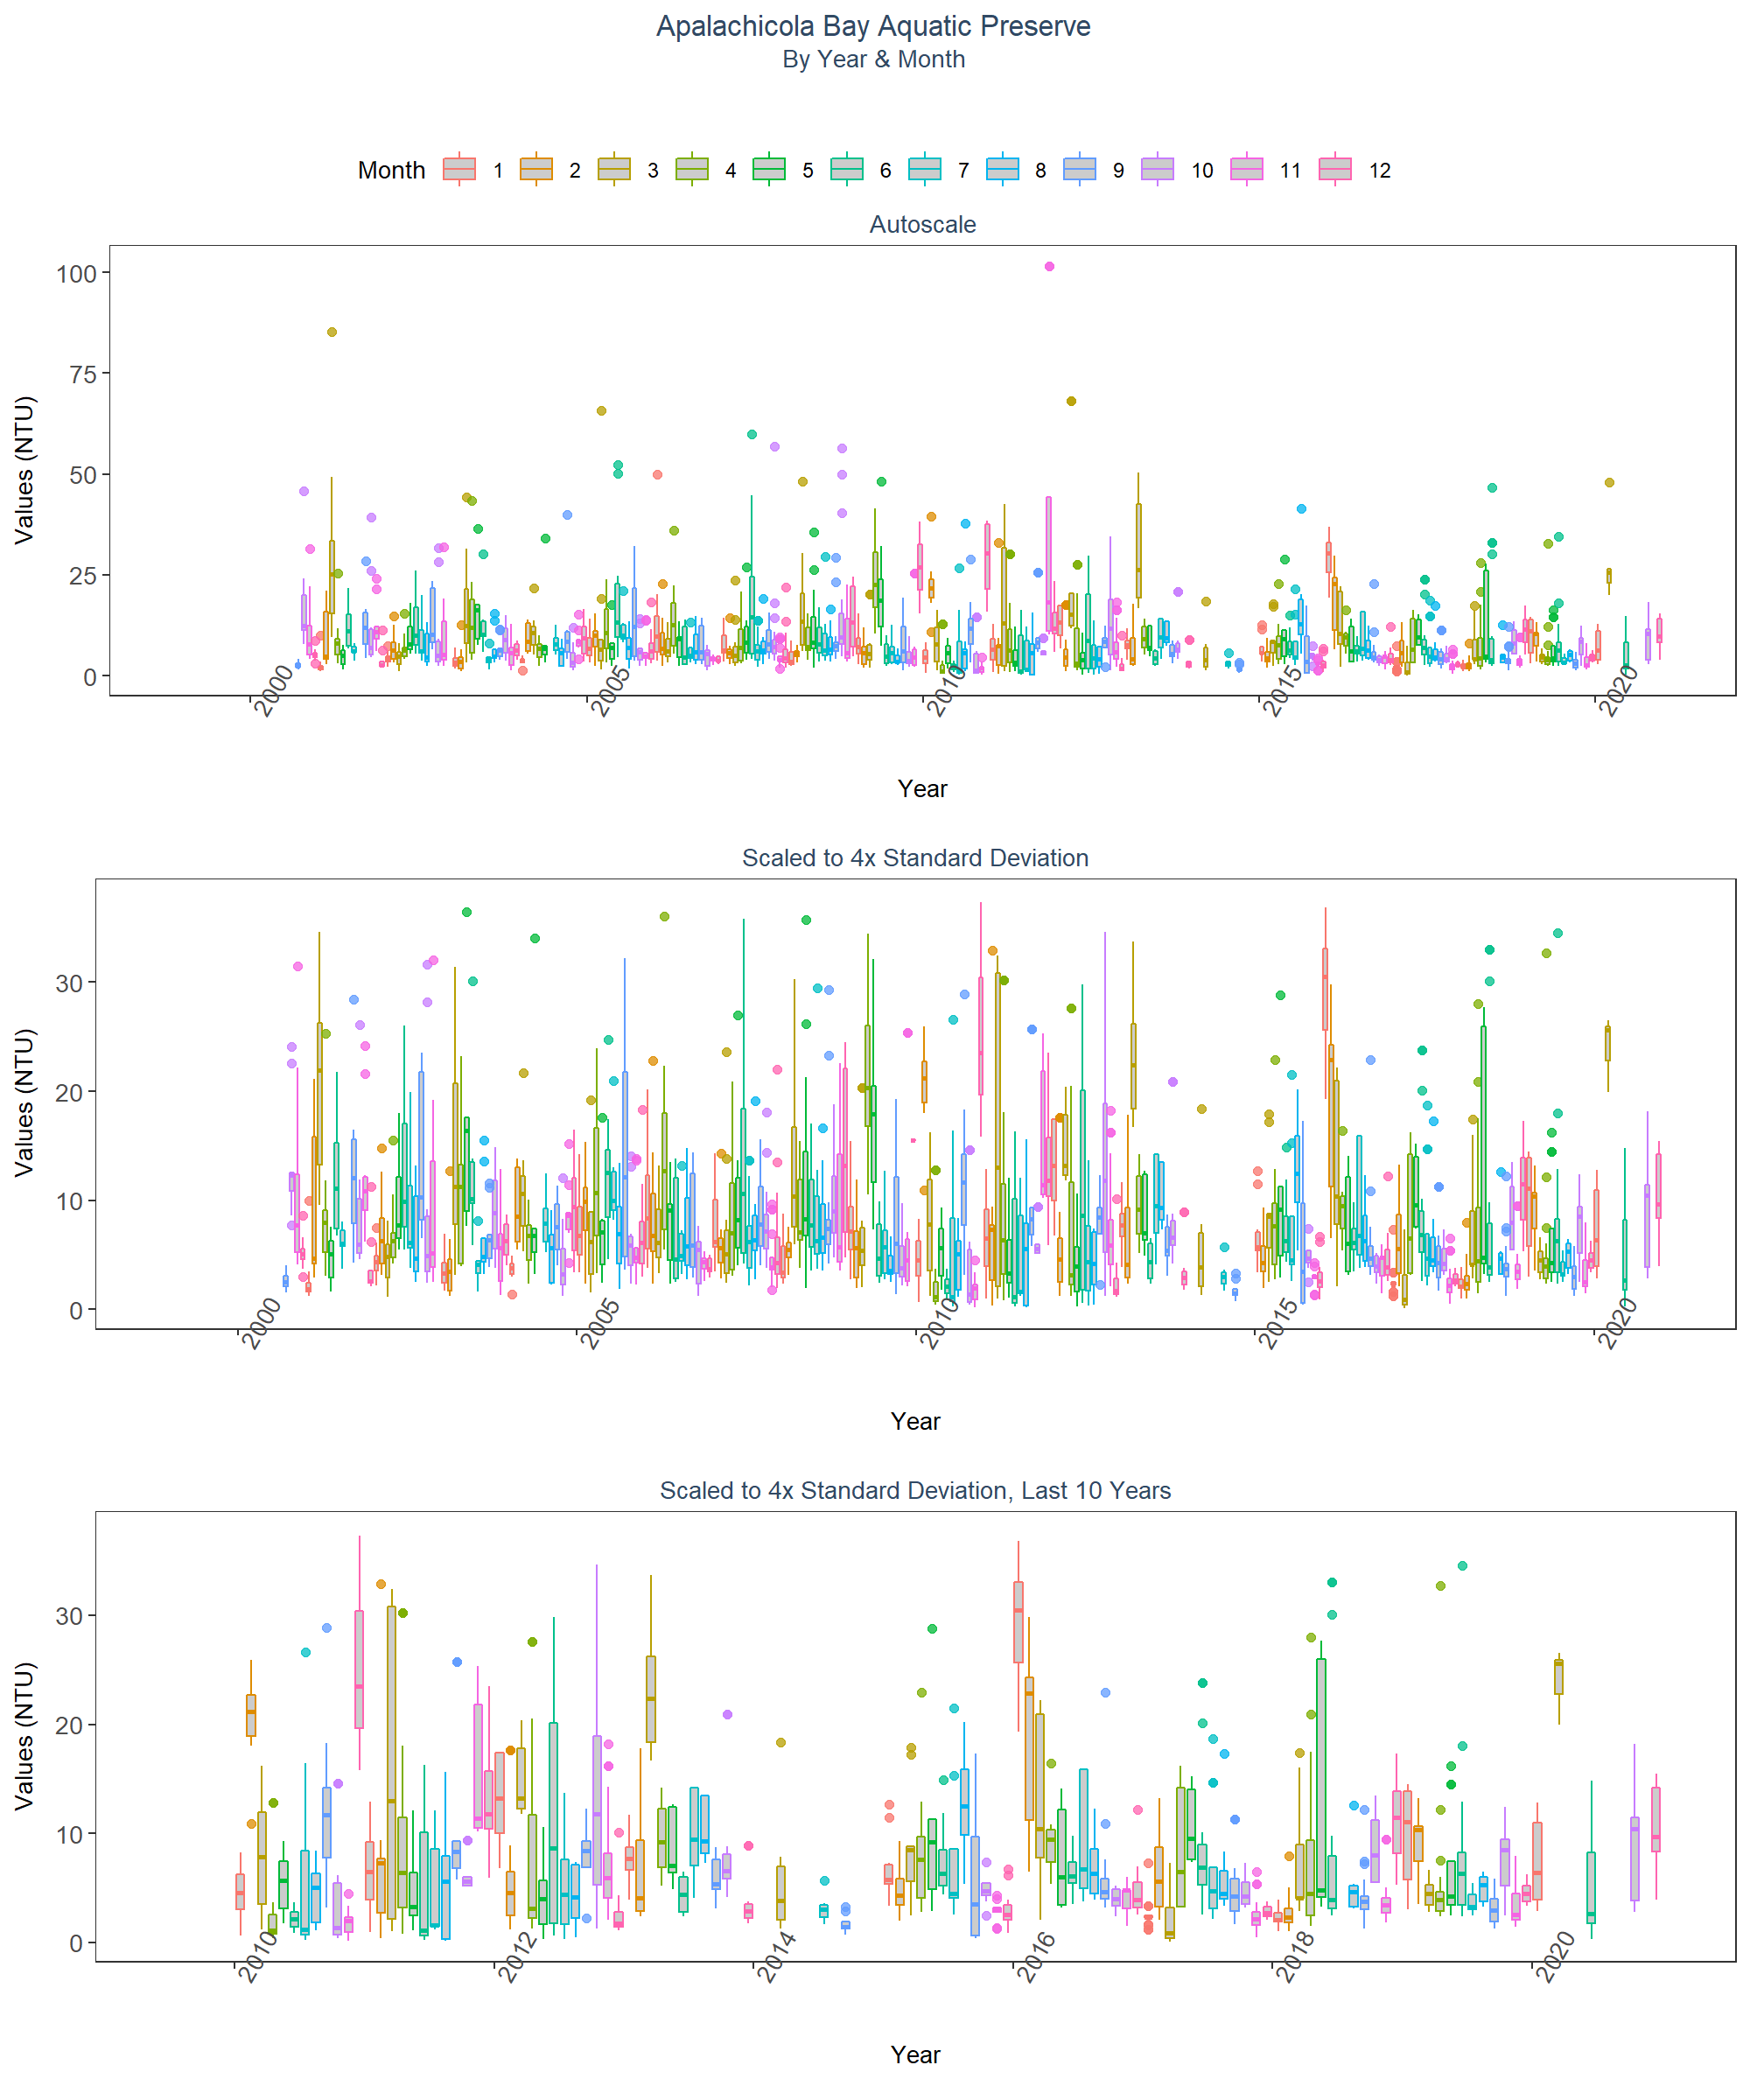 Apalachicola Bay Aquatic Preserve
By Year & Month
Month 1 2 3 4 5 6 7 8 9 10 11 12
Autoscale
100
75
50
25
0
Values (NTU)
2000 2005 2010 2015 2020
Year
Scaled to 4x Standard Deviation
30
20
10
0
Values (NTU)
2000 2005 2010 2015 2020
Year
Scaled to 4x Standard Deviation, Last 10 Years
30
20
10
0
Values (NTU)
2010 2012 2014 2016 2018 2020
Year